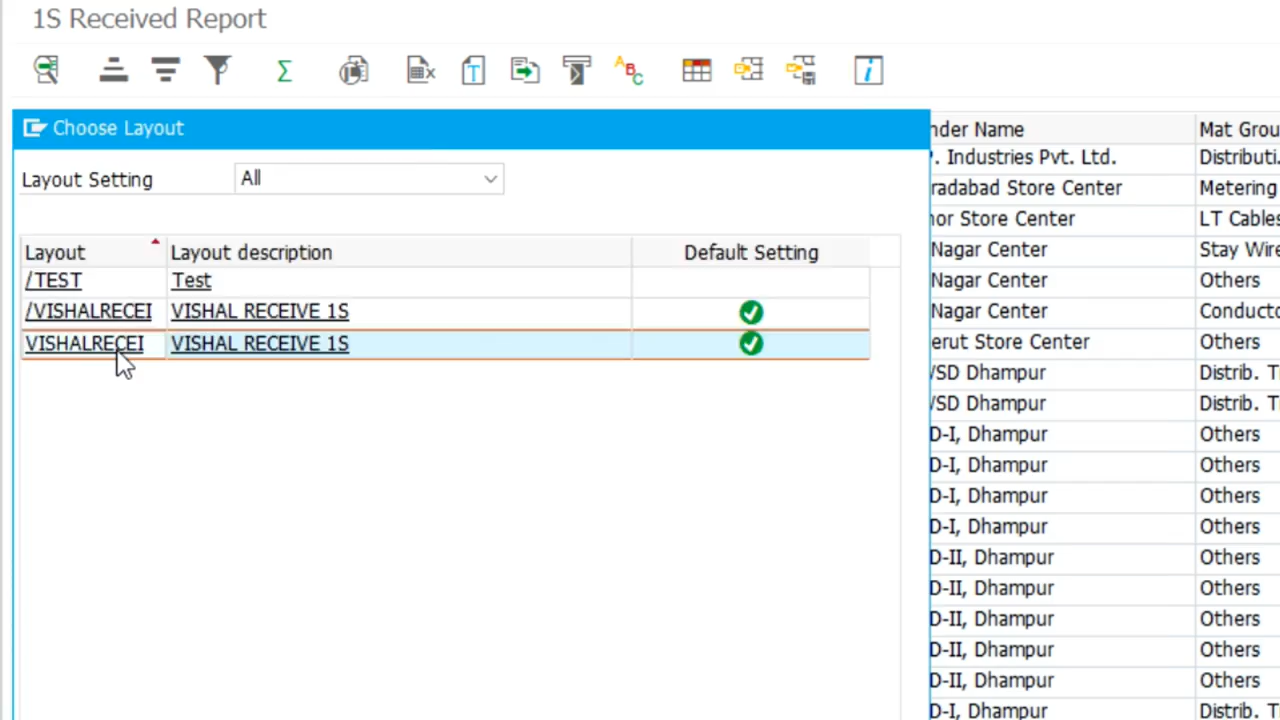 1S Received Report
Choose Layout
Layout Setting All
Layout Layout description Default Setting
/TEST Test
/VISHALRECEI VISHAL RECEIVE 1S
VISHALRECEI VISHAL RECEIVE 1S
nder Name Mat Grou
. Industries Pvt. Ltd. Distributi.
radabad Store Center Metering
nor Store Center LT Cables
Nagar Center Stay Wire
Nagar Center Others
Nagar Center Conducto
erut Store Center Others
/SD Dhampur Distrib. T
/SD Dhampur Distrib. T
D-I, Dhampur Others
D-I, Dhampur Others
D-I, Dhampur Others
D-I, Dhampur Others
D-II, Dhampur Others
D-II, Dhampur Others
D-II, Dhampur Others
D-II, Dhampur Others
D-II, Dhampur Others
D-I, Dhampur Distrib. T